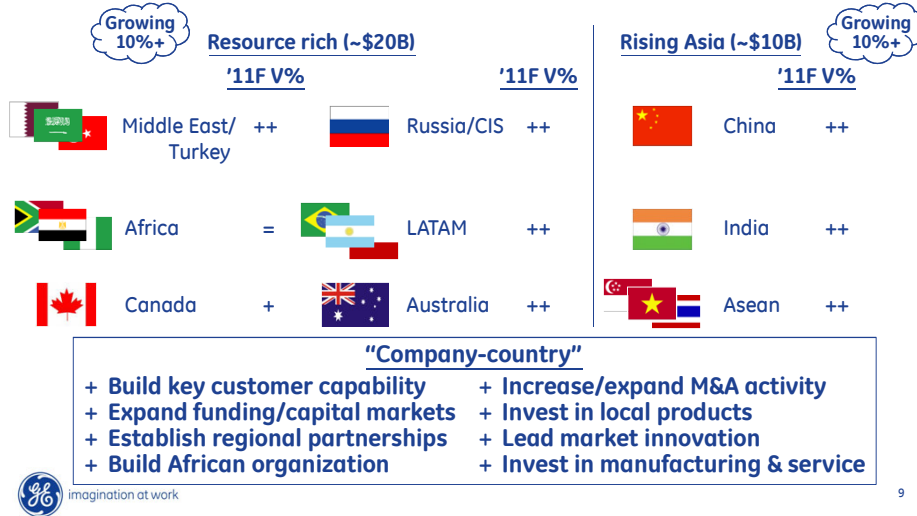 Growing
10%+
Resource rich (~$20B)
Rising Asia (~$10B)
Growing
10%+
'11F V%
'11F V%
'11F V%
Middle East/ ++
Turkey
Russia/CIS ++
China ++
Africa =
LATAM ++
India ++
Canada +
Australia ++
Asean ++
“Company-country”
+ Build key customer capability
+ Expand funding/capital markets
+ Establish regional partnerships
+ Build African organization
+ Increase/expand M&A activity
+ Invest in local products
+ Lead market innovation
+ Invest in manufacturing & service
GE
imagination at work
9